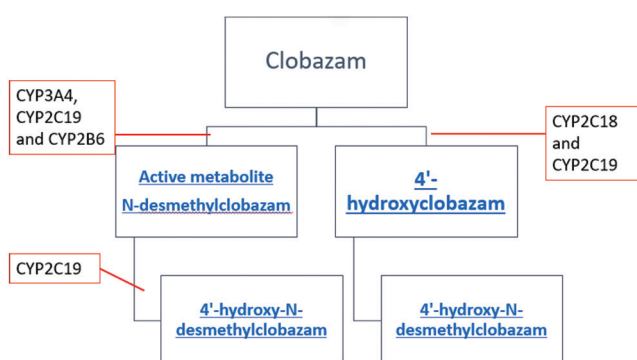 Clobazam
CYP3A4,
CYP2C19
and CYP2B6
CYP2C18
and
CYP2C19
Active metabolite
N-desmethylclobazam
4'-
hydroxyclobazam
CYP2C19
4'-hydroxy-N-
desmethylclobazam
4'-hydroxy-N-
desmethylclobazam